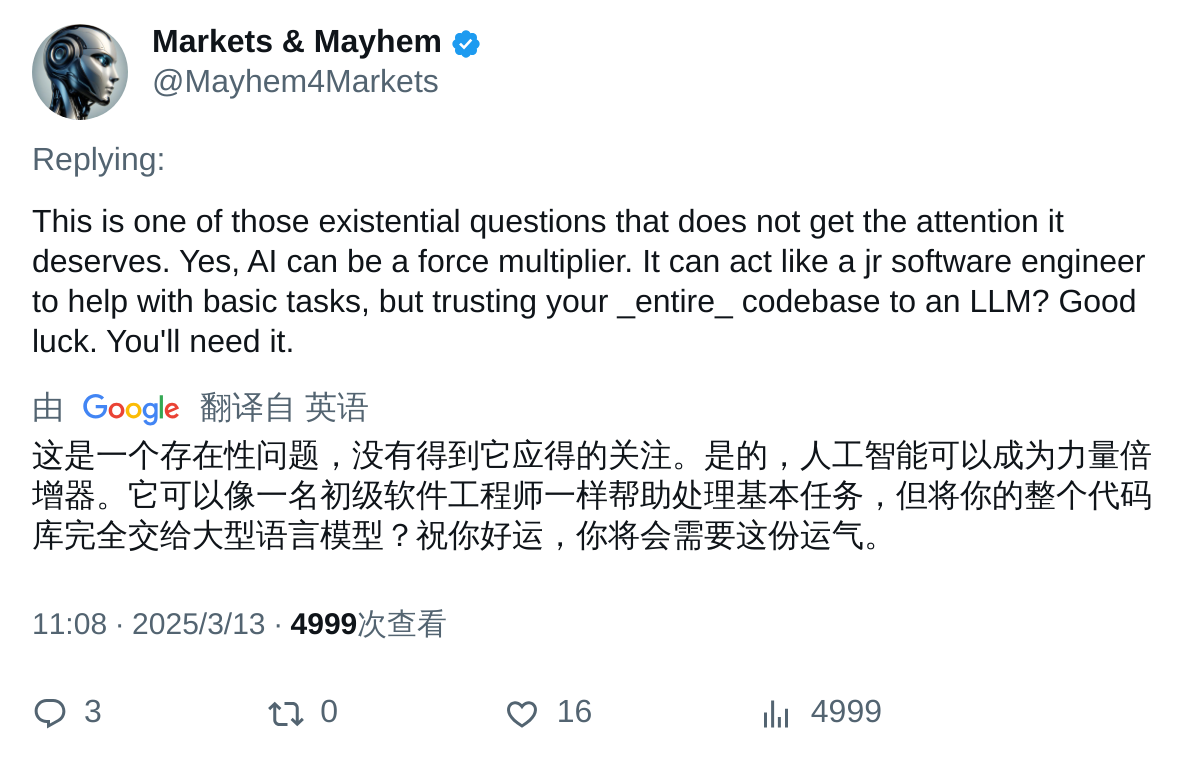 Markets & Mayhem
@Mayhem4Markets
Replying:
This is one of those existential questions that does not get the attention it
deserves. Yes, AI can be a force multiplier. It can act like a jr software engineer
to help with basic tasks, but trusting your _entire_ codebase to an LLM? Good
luck. You'll need it.
由 Google 翻译自 英语
这是一个存在性问题，没有得到它应得的关注。是的，人工智能可以成为力量倍
增器。它可以像一名初级软件工程师一样帮助处理基本任务，但将你的整个代码
库完全交给大型语言模型？祝你好运，你将会需要这份运气。
11:08 · 2025/3/13 · 4999次查看
3 0 16 4999